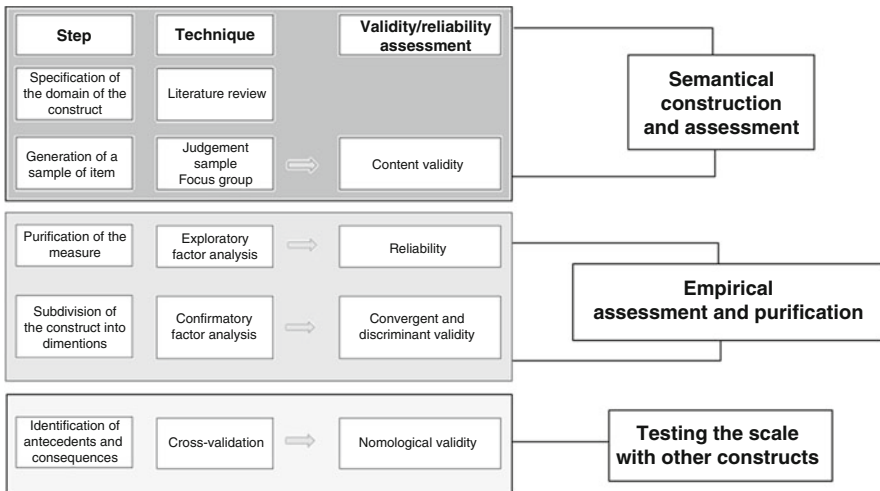 Step
Technique
Validity/reliability
assessment
Specification of
the domain of the
construct
Literature review
Generation of a
sample of item
Judgement
sample
Focus group
Content validity
Semantical
construction
and assessment
Purification of the
measure
Exploratory
factor analysis
Reliability
Subdivision of
the construct into
dimentions
Confirmatory
factor analysis
Convergent and
discriminant validity
Empirical
assessment and purification
Identification of
antecedents and
consequences
Cross-validation
Nomological validity
Testing the scale
with other constructs